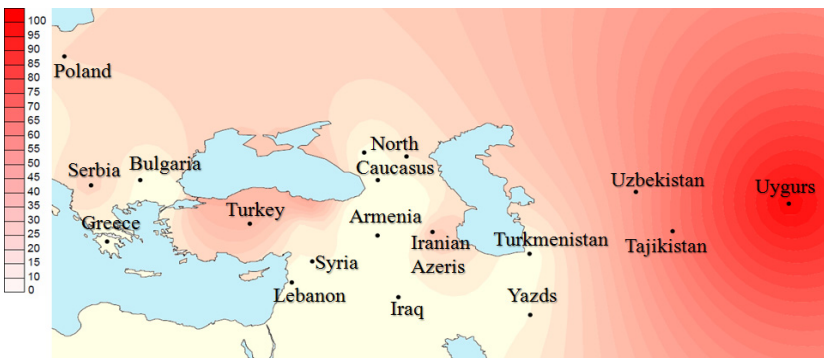 100
95
90
85
80
75
70
65
60
55
50
45
40
35
30
25
20
15
10
0
Poland
North
Caucasus
Serbia
Bulgaria
Uzbekistan
Uygurs
Turkey
Greece
Armenia
Iranian
Azeris
Turkmenistan
Tajikistan
Syria
Lebanon
Iraq
Yazds